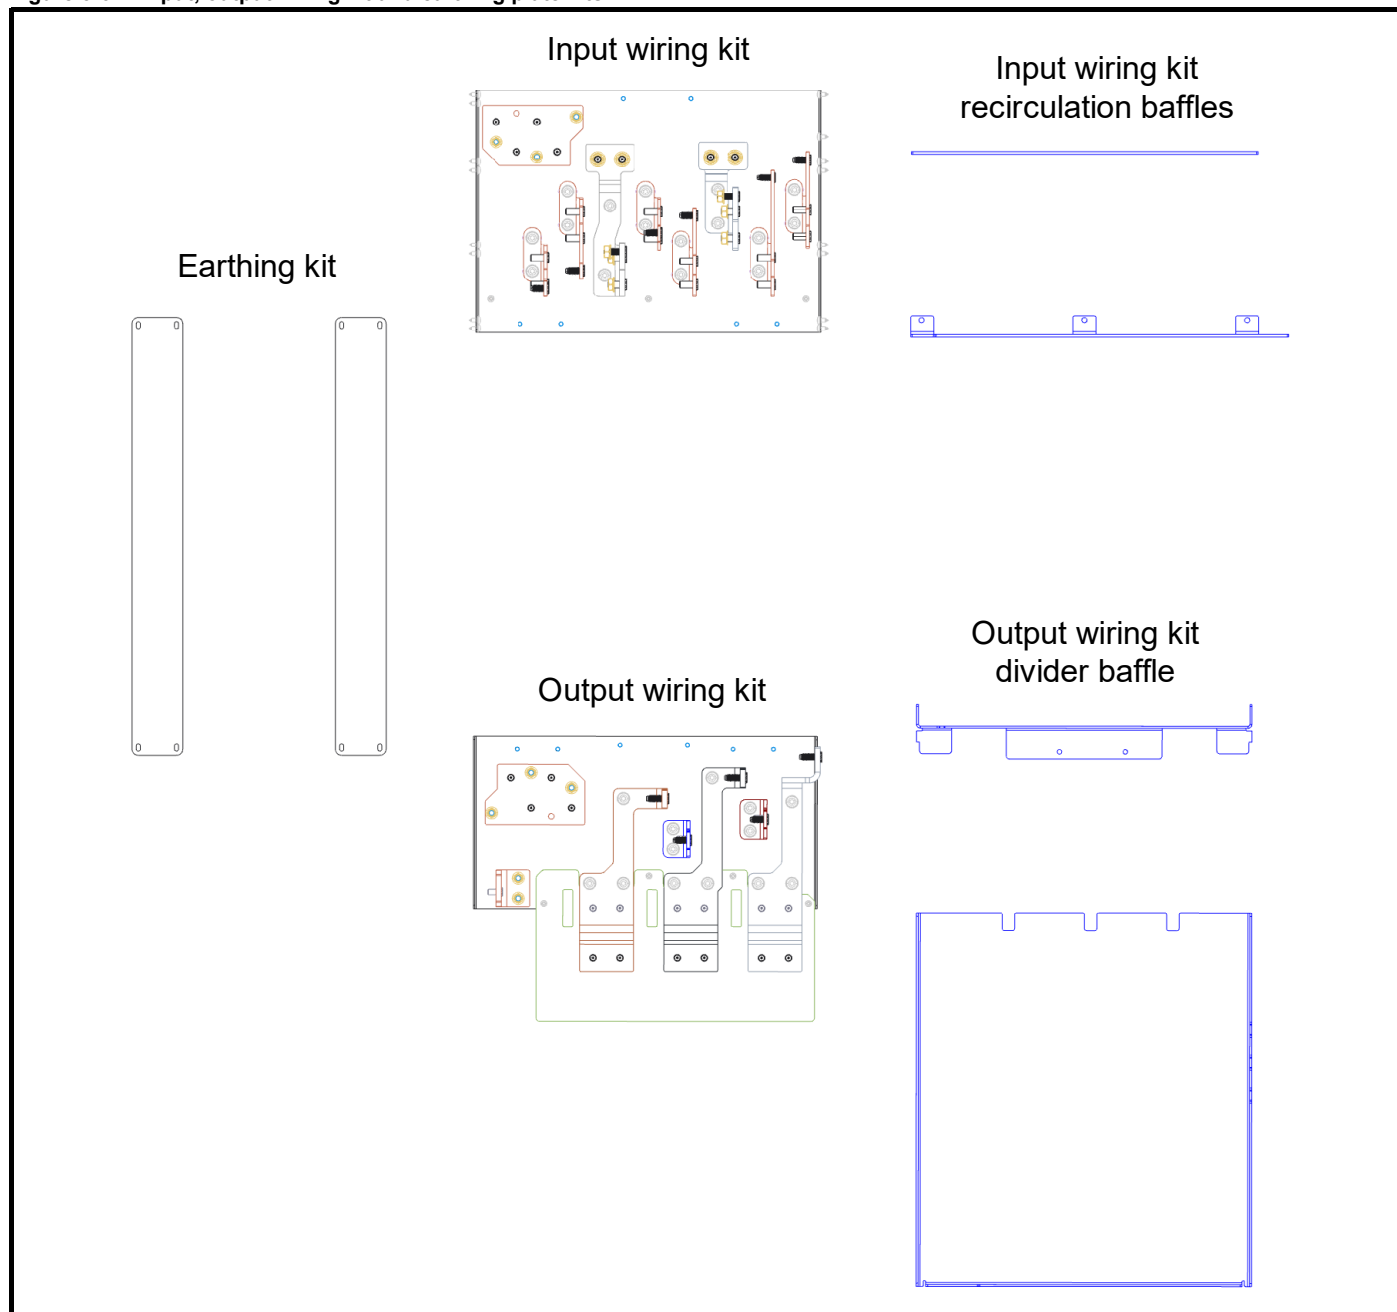 Input wiring kit
Input wiring kit
recirculation baffles
Earthing kit
Output wiring kit
divider baffle
Output wiring kit